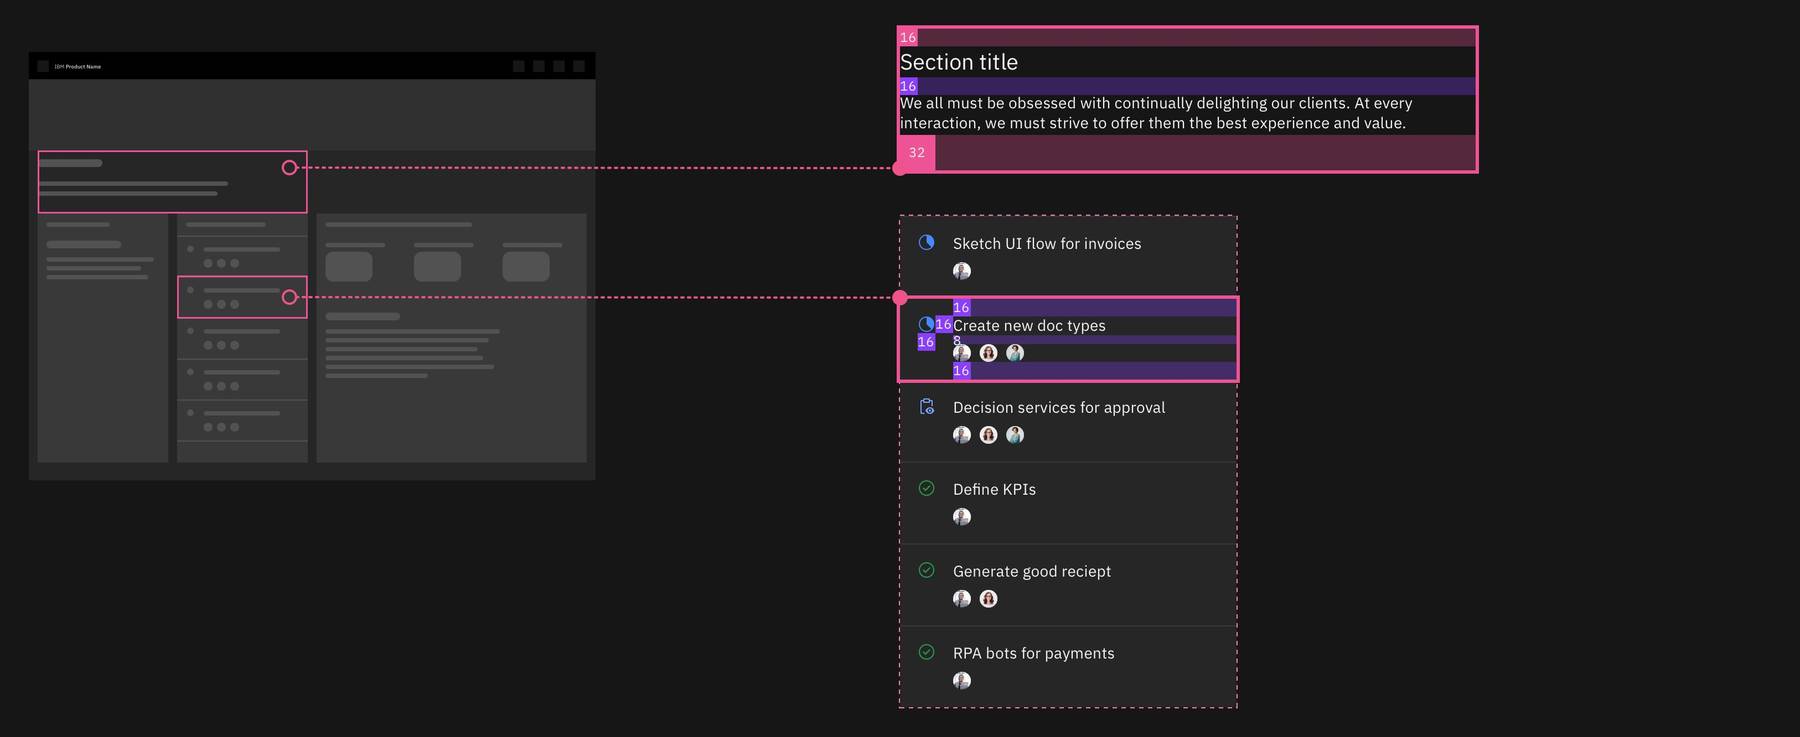 IBM Product Name
16
Section title
16
We all must be obsessed with continually delighting our clients. At every
interaction, we must strive to offer them the best experience and value.
32
Sketch UI flow for invoices
16
16 Create new doc types
16
8
16
Decision services for approval
Define KPIs
Generate good reciept
RPA bots for payments